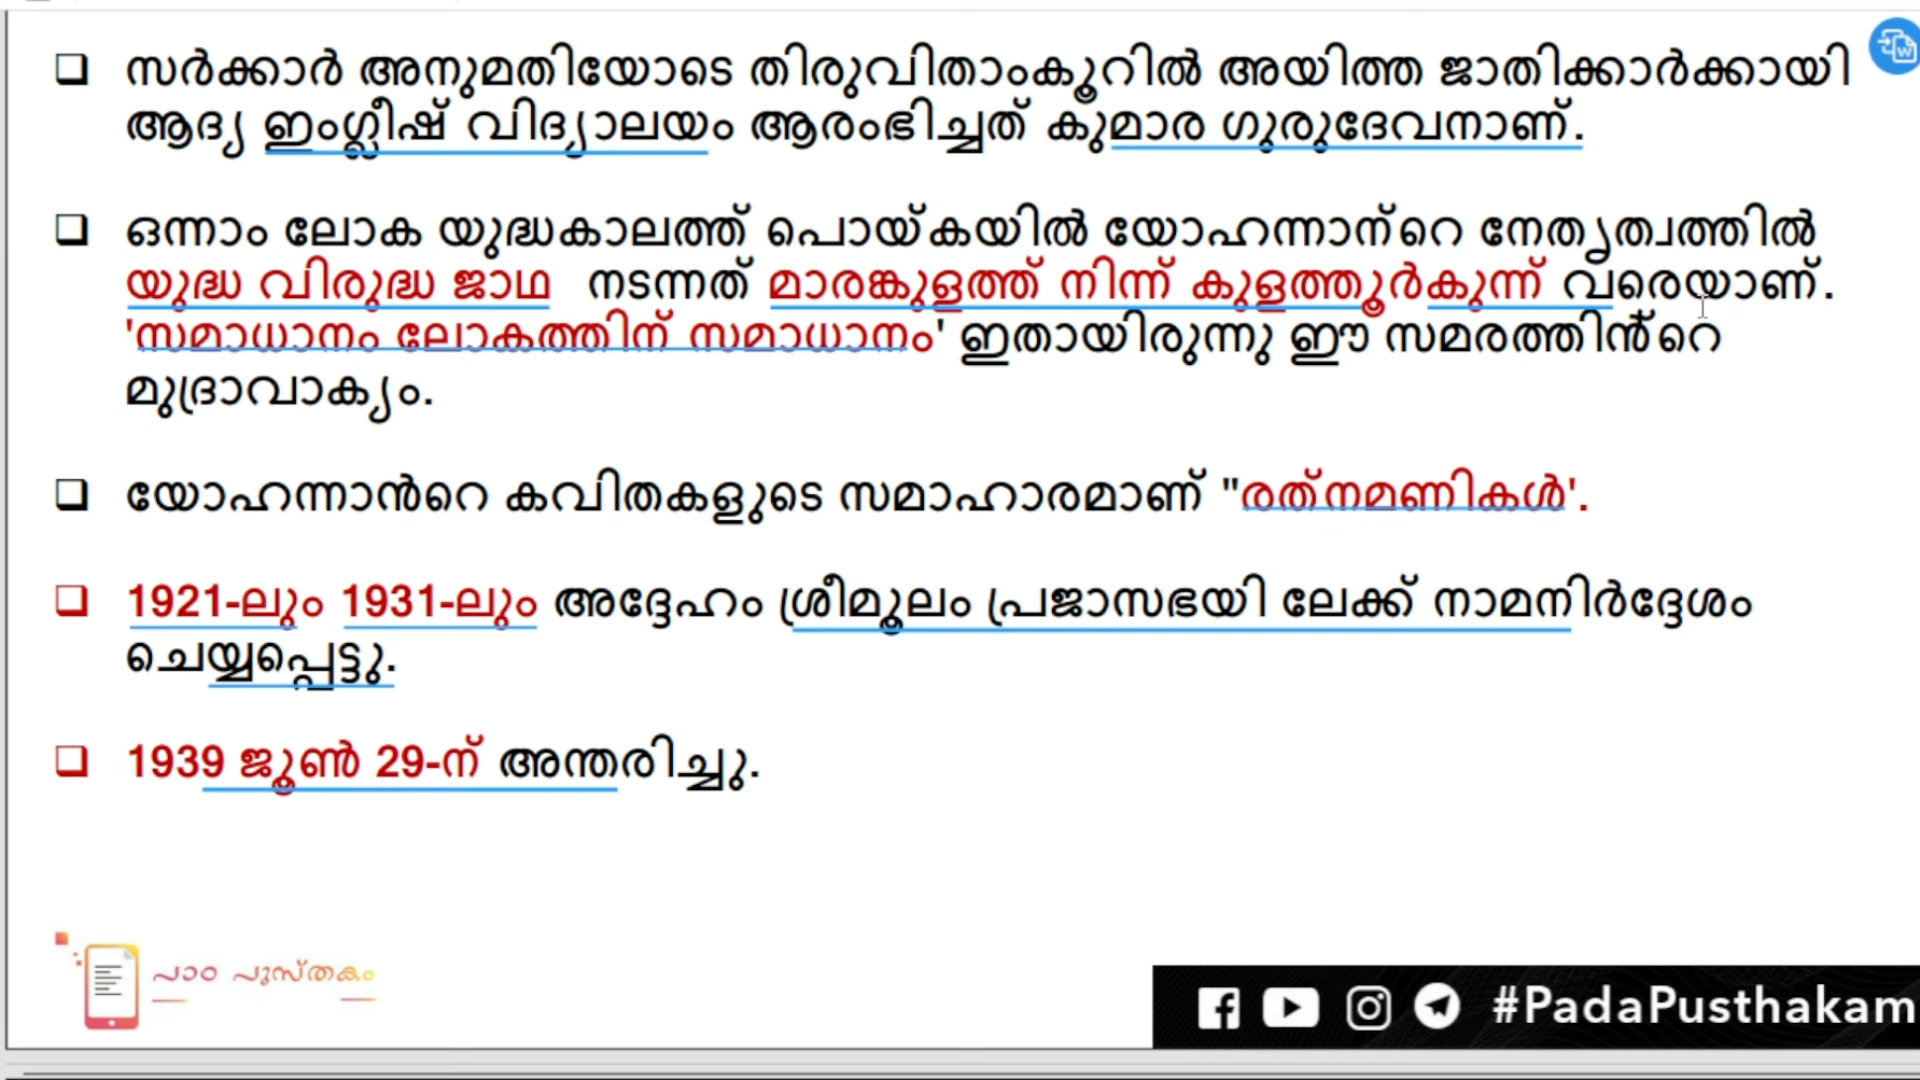 സർക്കാർ അനുമതിയോടെ തിരുവിതാംകൂറിൽ അയിത്ത ജാതിക്കാർക്കായി
ആദ്യ ഇംഗ്ലീഷ് വിദ്യാലയം ആരംഭിച്ചത് കുമാര ഗുരുദേവനാണ്.
ഒന്നാം ലോക യുദ്ധകാലത്ത് പൊയ്കയിൽ യോഹന്നാന്റെ നേതൃത്വത്തിൽ
യുദ്ധ വിരുദ്ധ ജാഥ നടന്നത് മാരങ്കുളത്ത് നിന്ന് കുളത്തൂർകുന്ന് വരെയാണ്.
'സമാധാനം ലോകത്തിന് സമാധാനം' ഇതായിരുന്നു ഈ സമരത്തിൻ്റെ
മുദ്രാവാക്യം.
യോഹന്നാൻറെ കവിതകളുടെ സമാഹാരമാണ് "രത്നമണികൾ'.
1921-ലും 1931-ലും അദ്ദേഹം ശ്രീമൂലം പ്രജാസഭയി ലേക്ക് നാമനിർദ്ദേശം
ചെയ്യപ്പെട്ടു.
1939 ജൂൺ 29-ന് അന്തരിച്ചു.
പാഠ പുസ്തകം
#PadaPusthakam